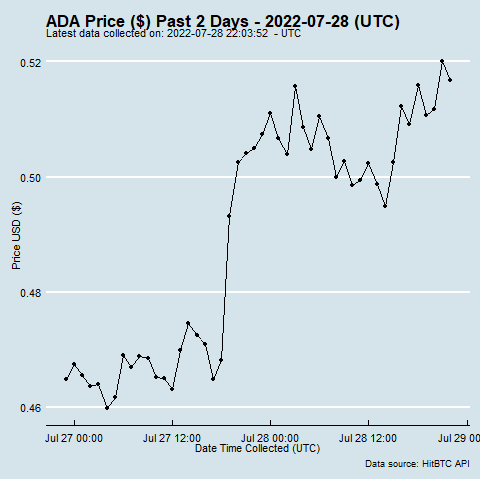 ADA Price ($) Past 2 Days - 2022-07-28 (UTC)
Latest data collected on: 2022-07-28 22:03:52 - UTC
0.52
0.50
0.48
0.46
Price USD ($)
Jul 27 00:00 Jul 27 12:00 Jul 28 00:00 Jul 28 12:00 Jul 29 00
Date Time Collected (UTC)
Data source: HitBTC API